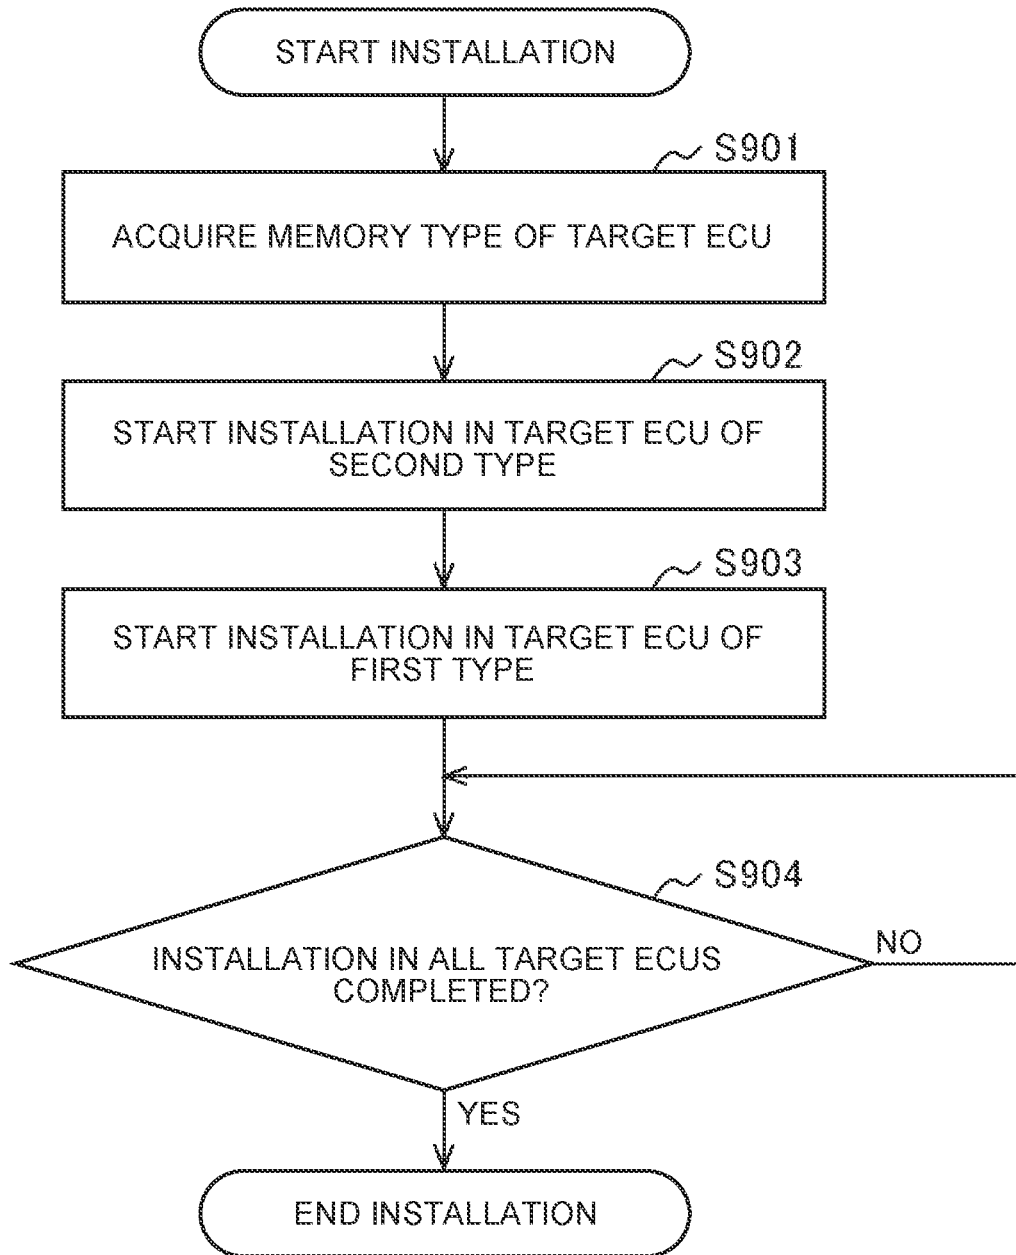 START INSTALLATION
S901
ACQUIRE MEMORY TYPE OF TARGET ECU
S902
START INSTALLATION IN TARGET ECU OF
SECOND TYPE
S903
START INSTALLATION IN TARGET ECU OF
FIRST TYPE
S904
INSTALLATION IN ALL TARGET ECUS
COMPLETED?
NO
YES
END INSTALLATION